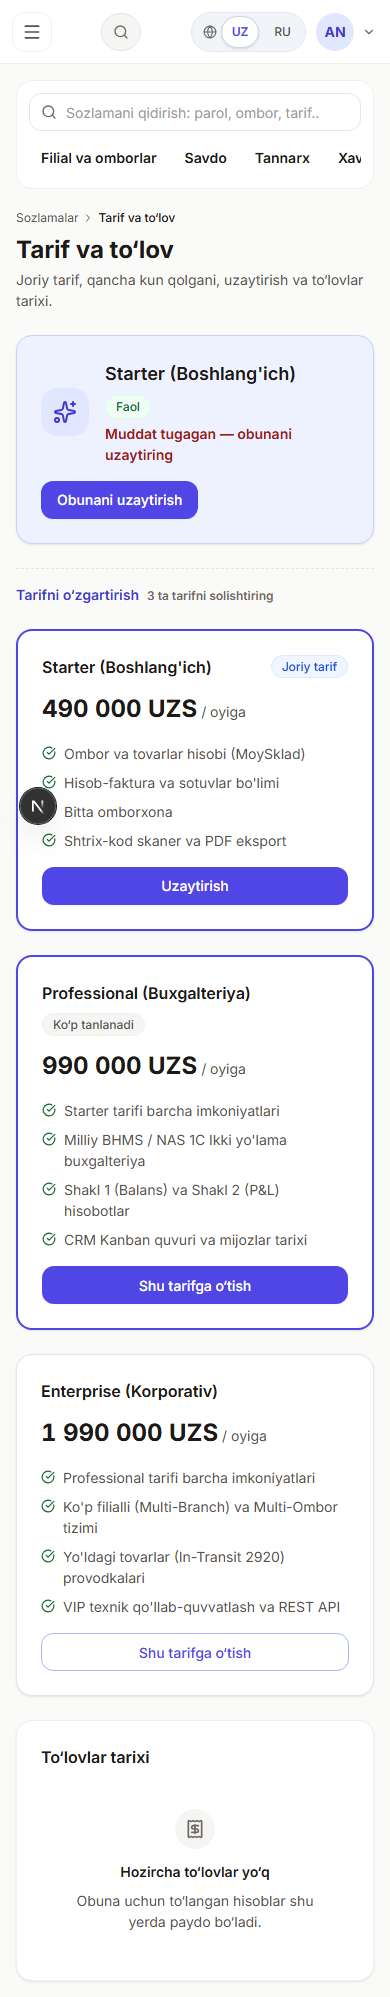 UZ RU AN
Sozlamani qidirish: parol, ombor, tarif..
Filial va omborlar Savdo Tannarx Xav
Sozlamalar > Tarif va to‘lov
Tarif va to‘lov
Joriy tarif, qancha kun qolgani, uzaytirish va to‘lovlar
tarixi.
Starter (Boshlang'ich)
Faol
Muddat tugagan — obunani
uzaytiring
Obunani uzaytirish
Tarifni o‘zgartirish 3 ta tarifni solishtiring
Starter (Boshlang'ich) Joriy tarif
490 000 UZS / oyiga
Ombor va tovarlar hisobi (MoySklad)
Hisob-faktura va sotuvlar bo'limi
N Bitta omborxona
Shtrix-kod skaner va PDF eksport
Uzaytirish
Professional (Buxgalteriya)
Ko‘p tanlanadi
990 000 UZS / oyiga
Starter tarifi barcha imkoniyatlari
Milliy BHMS / NAS 1C Ikki yo'lama
buxgalteriya
Shakl 1 (Balans) va Shakl 2 (P&L)
hisobotlar
CRM Kanban quvuri va mijozlar tarixi
Shu tarifga o‘tish
Enterprise (Korporativ)
1 990 000 UZS / oyiga
Professional tarifi barcha imkoniyatlari
Ko'p filialli (Multi-Branch) va Multi-Ombor
tizimi
Yo'ldagi tovarlar (In-Transit 2920)
provodkalari
VIP texnik qo'llab-quvvatlash va REST API
Shu tarifga o‘tish
To‘lovlar tarixi
Hozircha to‘lovlar yo‘q
Obuna uchun to‘langan hisoblar shu
yerda paydo bo‘ladi.